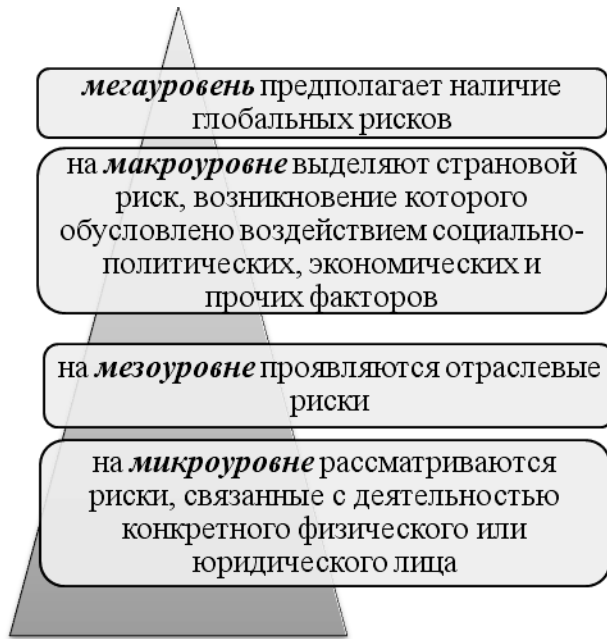 мегауровень предполагает наличие
глобальных рисков
на макроуровне выделяют страновой
риск, возникновение которого
обусловлено воздействием социально-
политических, экономических и
прочих факторов
на мезоуровне проявляются отраслевые
риски
на микроуровне рассматриваются
риски, связанные с деятельностью
конкретного физического или
юридического лица